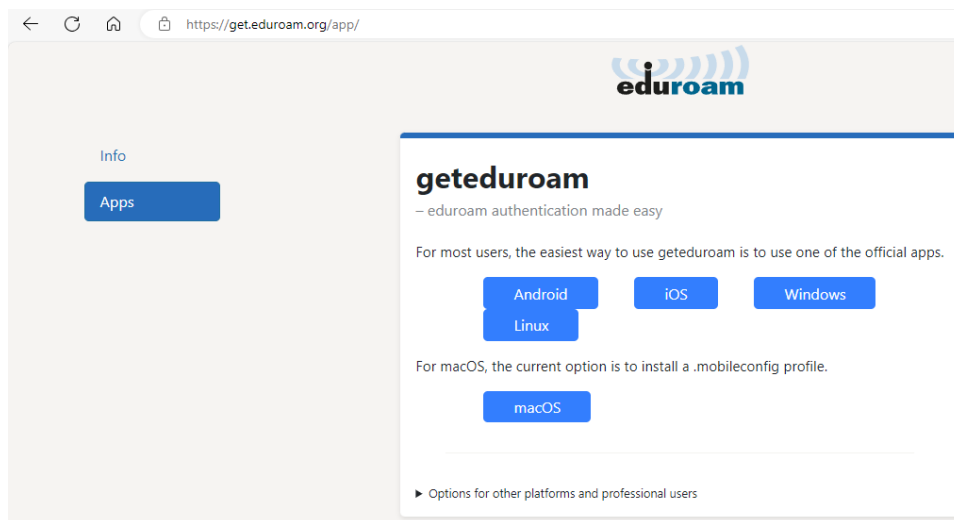 https://get.eduroam.org/app/
eduroam
Info
Apps
geteduroam
– eduroam authentication made easy
For most users, the easiest way to use geteduroam is to use one of the official apps.
Android iOS Windows
Linux
For macOS, the current option is to install a .mobileconfig profile.
macOS
Options for other platforms and professional users